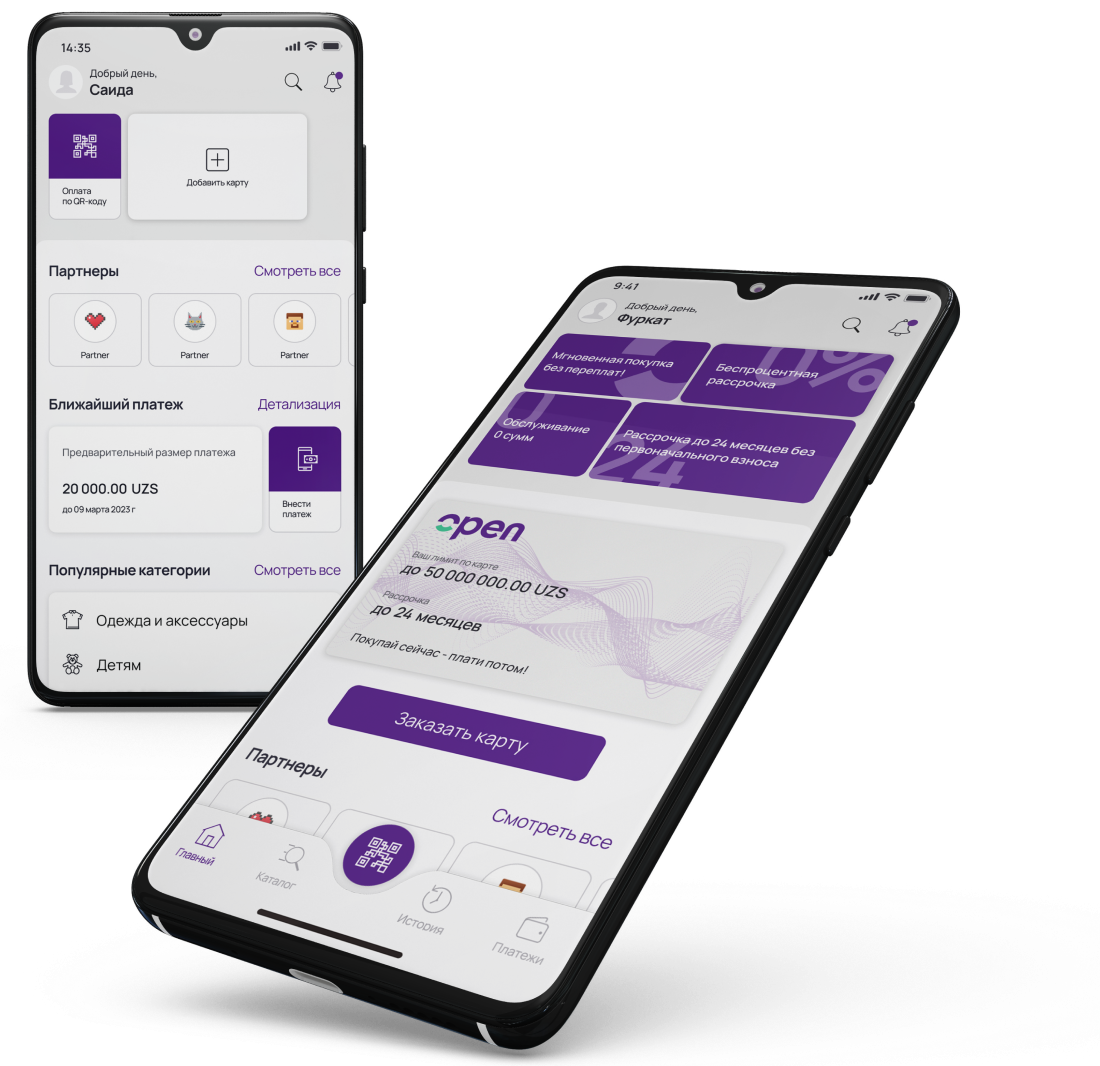 14:35
Добрый день,
Саида
Оплата
по QR-коду
Добавить карту
Партнеры
Смотреть все
Partner
Partner
Partner
Ближайший платеж
Детализация
Предварительный размер платежа
20 000.00 UZS
до 09 марта 2023 г
Внести
платеж
Популярные категории
Смотреть все
Одежда и аксессуары
Детям
9:41
Добрый день,
Фуркат
Мгновенная покупка
без переплат!
0%
Беспроцентная
рассрочка
0
Обслуживание
0 сумм
24
Рассрочка до 24 месяцев без
первоначального взноса
open
Ваш лимит по карте
до 50 000 000.00 UZS
Рассрочка
до 24 месяцев
Покупай сейчас - плати потом!
Заказать карту
Партнеры
Смотреть все
Главный
Каталог
История
Платежи